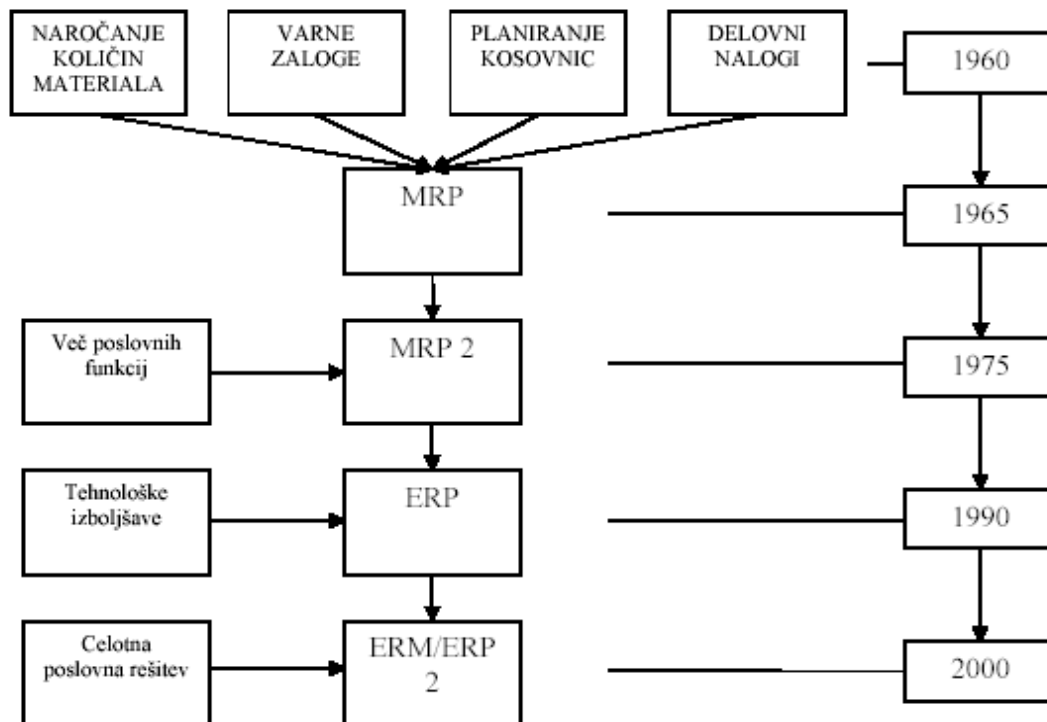 NAROČANJE
KOLIČIN
MATERIALA
VARNE
ZALOGE
PLANIRANJE
KOSOVNIC
DELOVNI
NALOGI
1960
MRP
1965
Več poslovnih
funkcij
MRP 2
1975
Tehnološke
izboljšave
ERP
1990
Celotna
poslovna rešitev
ERM/ERP
2
2000